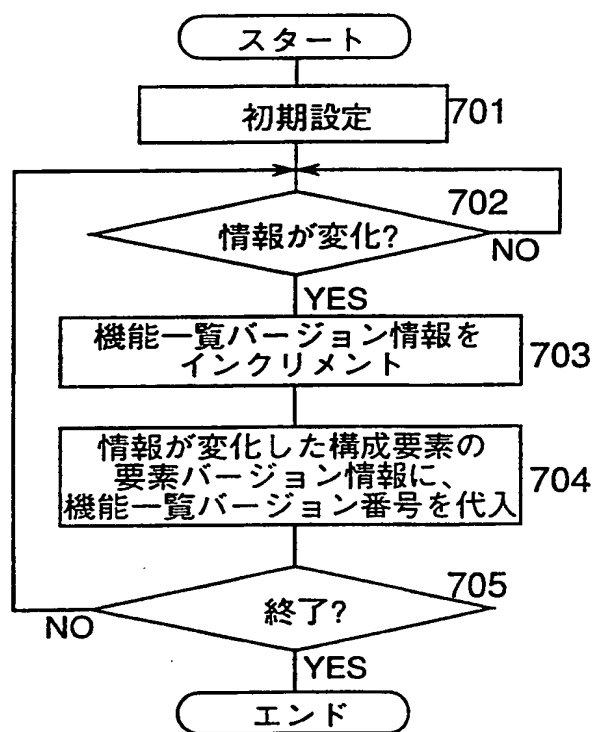 スタート
初期設定
701
702
情報が変化?
NO
YES
機能一覧バージョン情報を
インクリメント
703
情報が変化した構成要素の
要素バージョン情報に、
機能一覧バージョン番号を代入
704
705
終了?
NO
YES
エンド